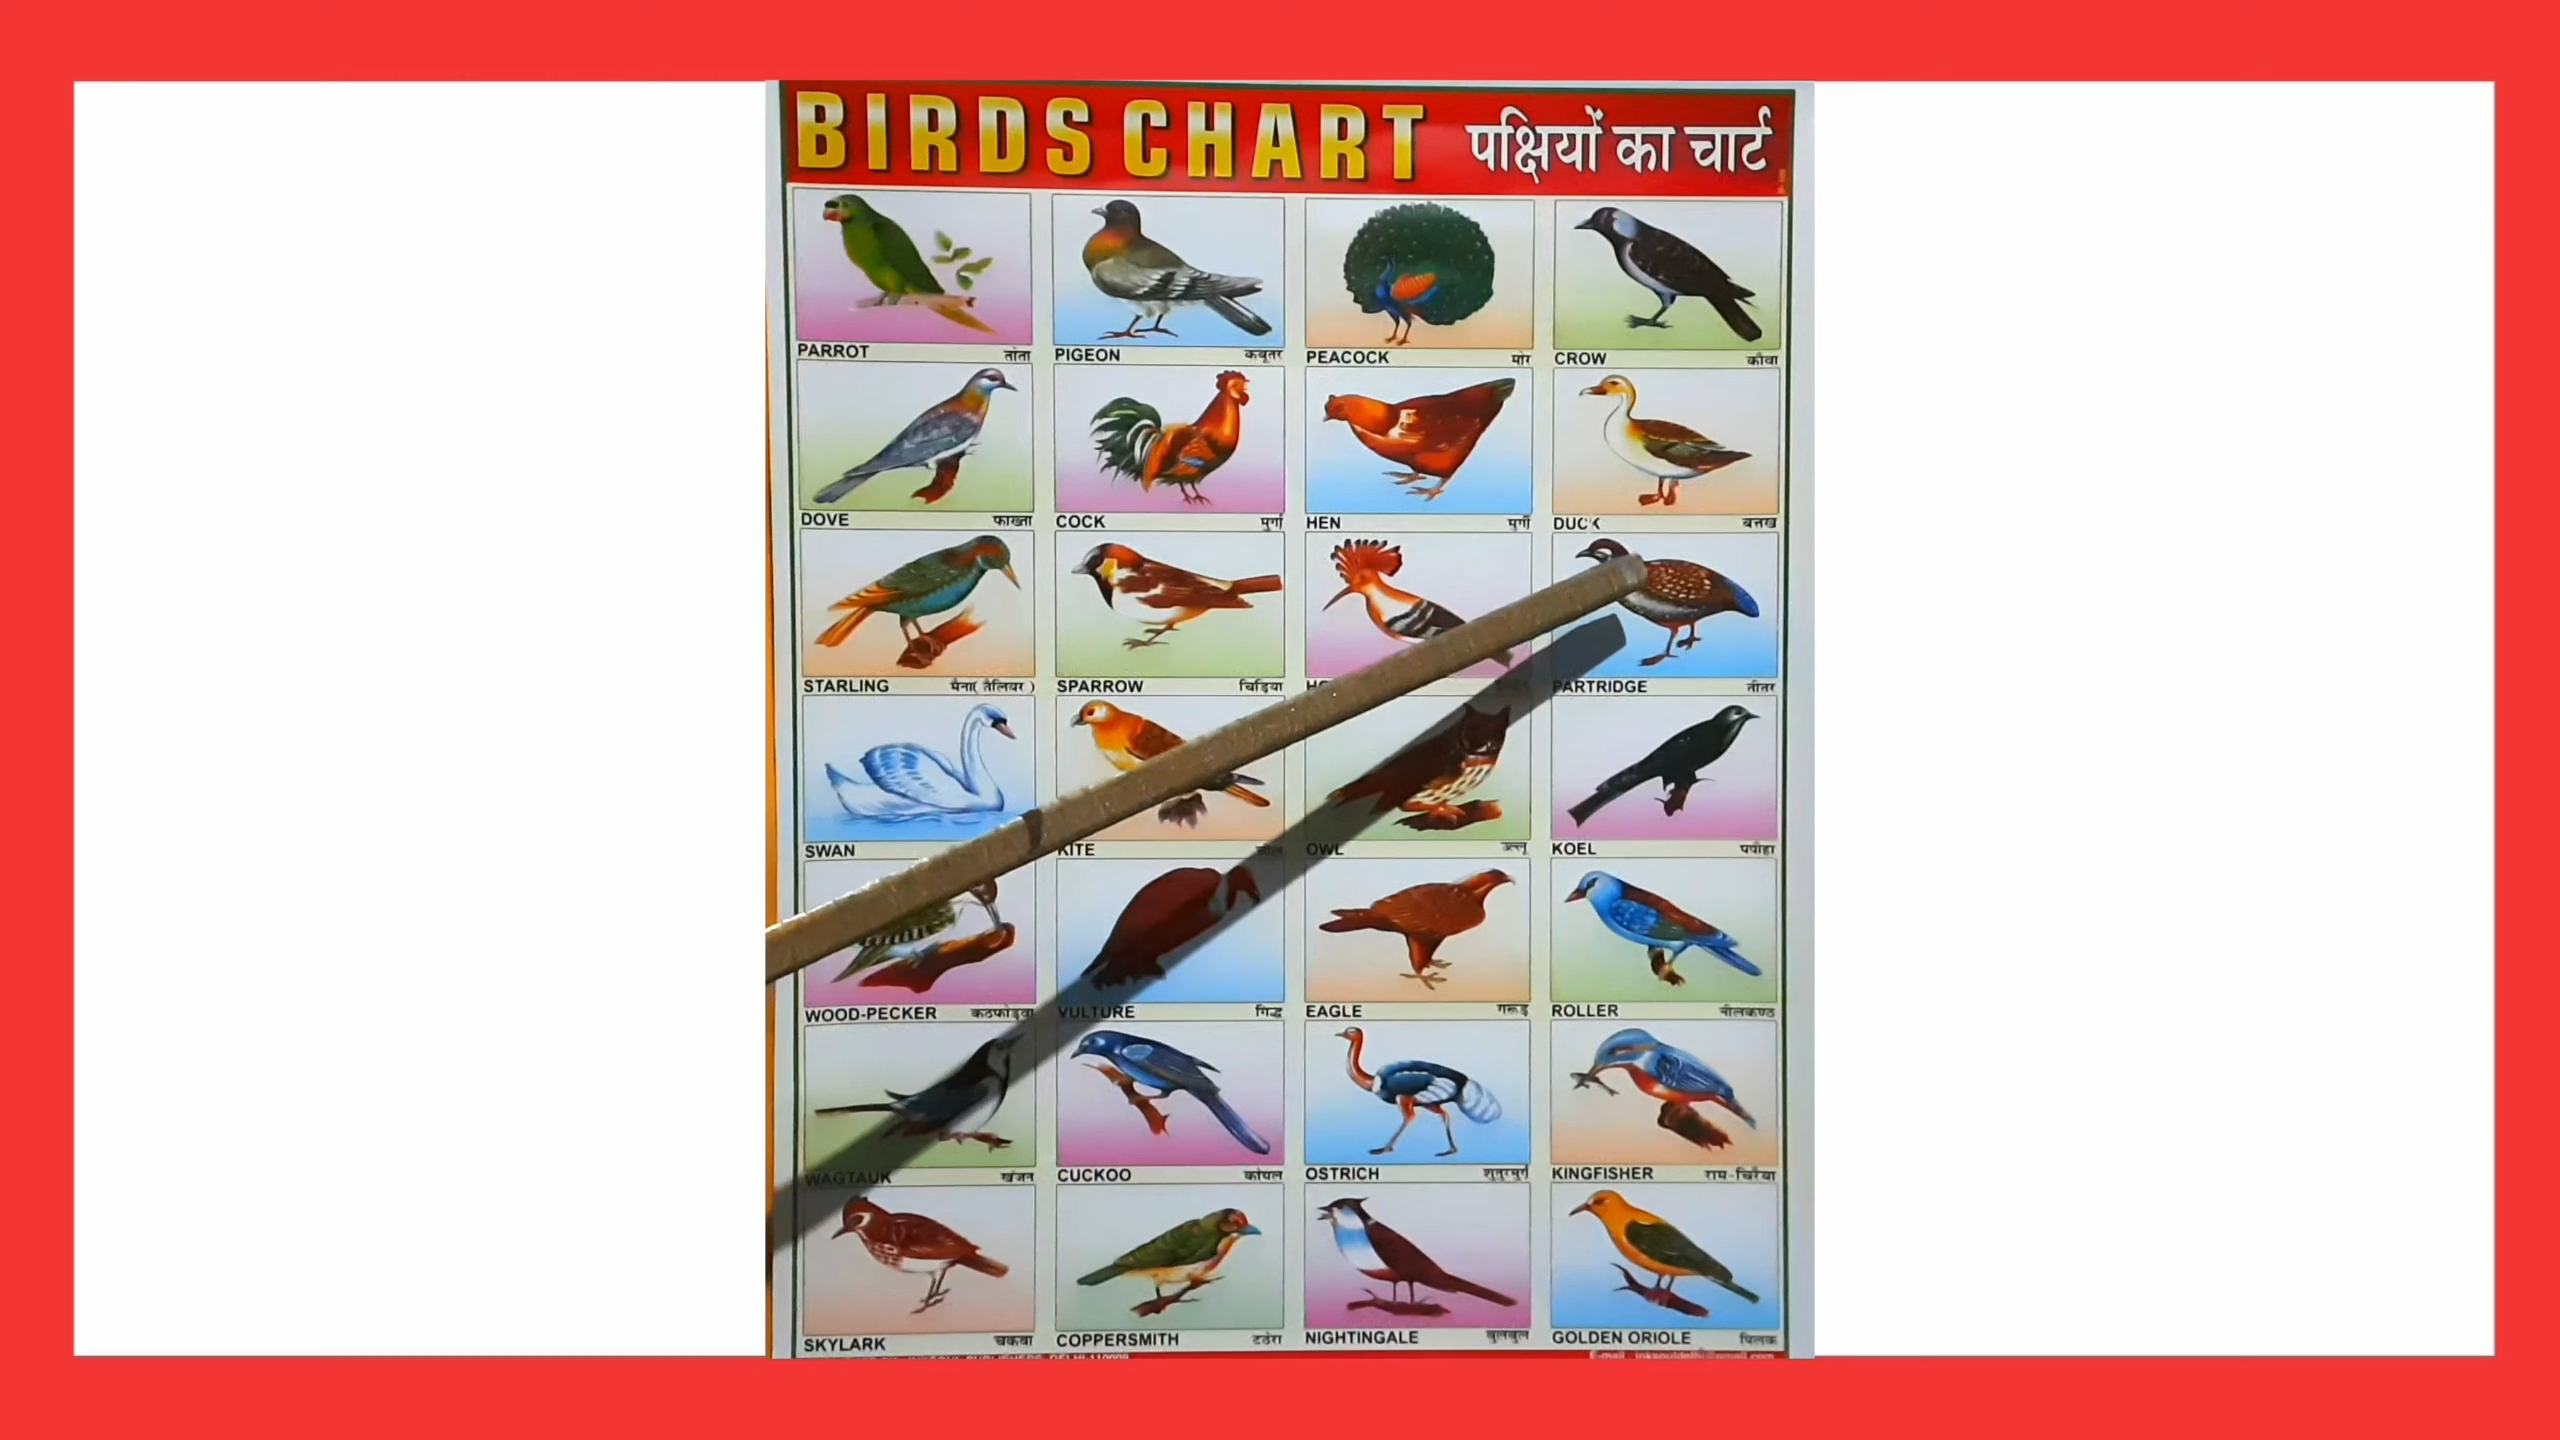 BIRDS CHART पक्षियों का चार्ट
PARROT तोता PIGEON कबूतर PEACOCK मोर CROW कौवा
DOVE फाख्ता COCK मुर्गा HEN मुर्गी DUCK बत्तख
STARLING मैना( तैलियर ) SPARROW चिड़िया PARTRIDGE तीतर
SWAN KITE OWL उल्लू KOEL पपीहा
WOOD-PECKER कठफोड़वा VULTURE गिद्ध EAGLE गरूड़ ROLLER नीलकण्ठ
WAGTAUK खंजन CUCKOO कोयल OSTRICH शुतुरमुर्ग KINGFISHER राम-चिरैया
SKYLARK चकवा COPPERSMITH टठेरा NIGHTINGALE बुलबुल GOLDEN ORIOLE पिलक